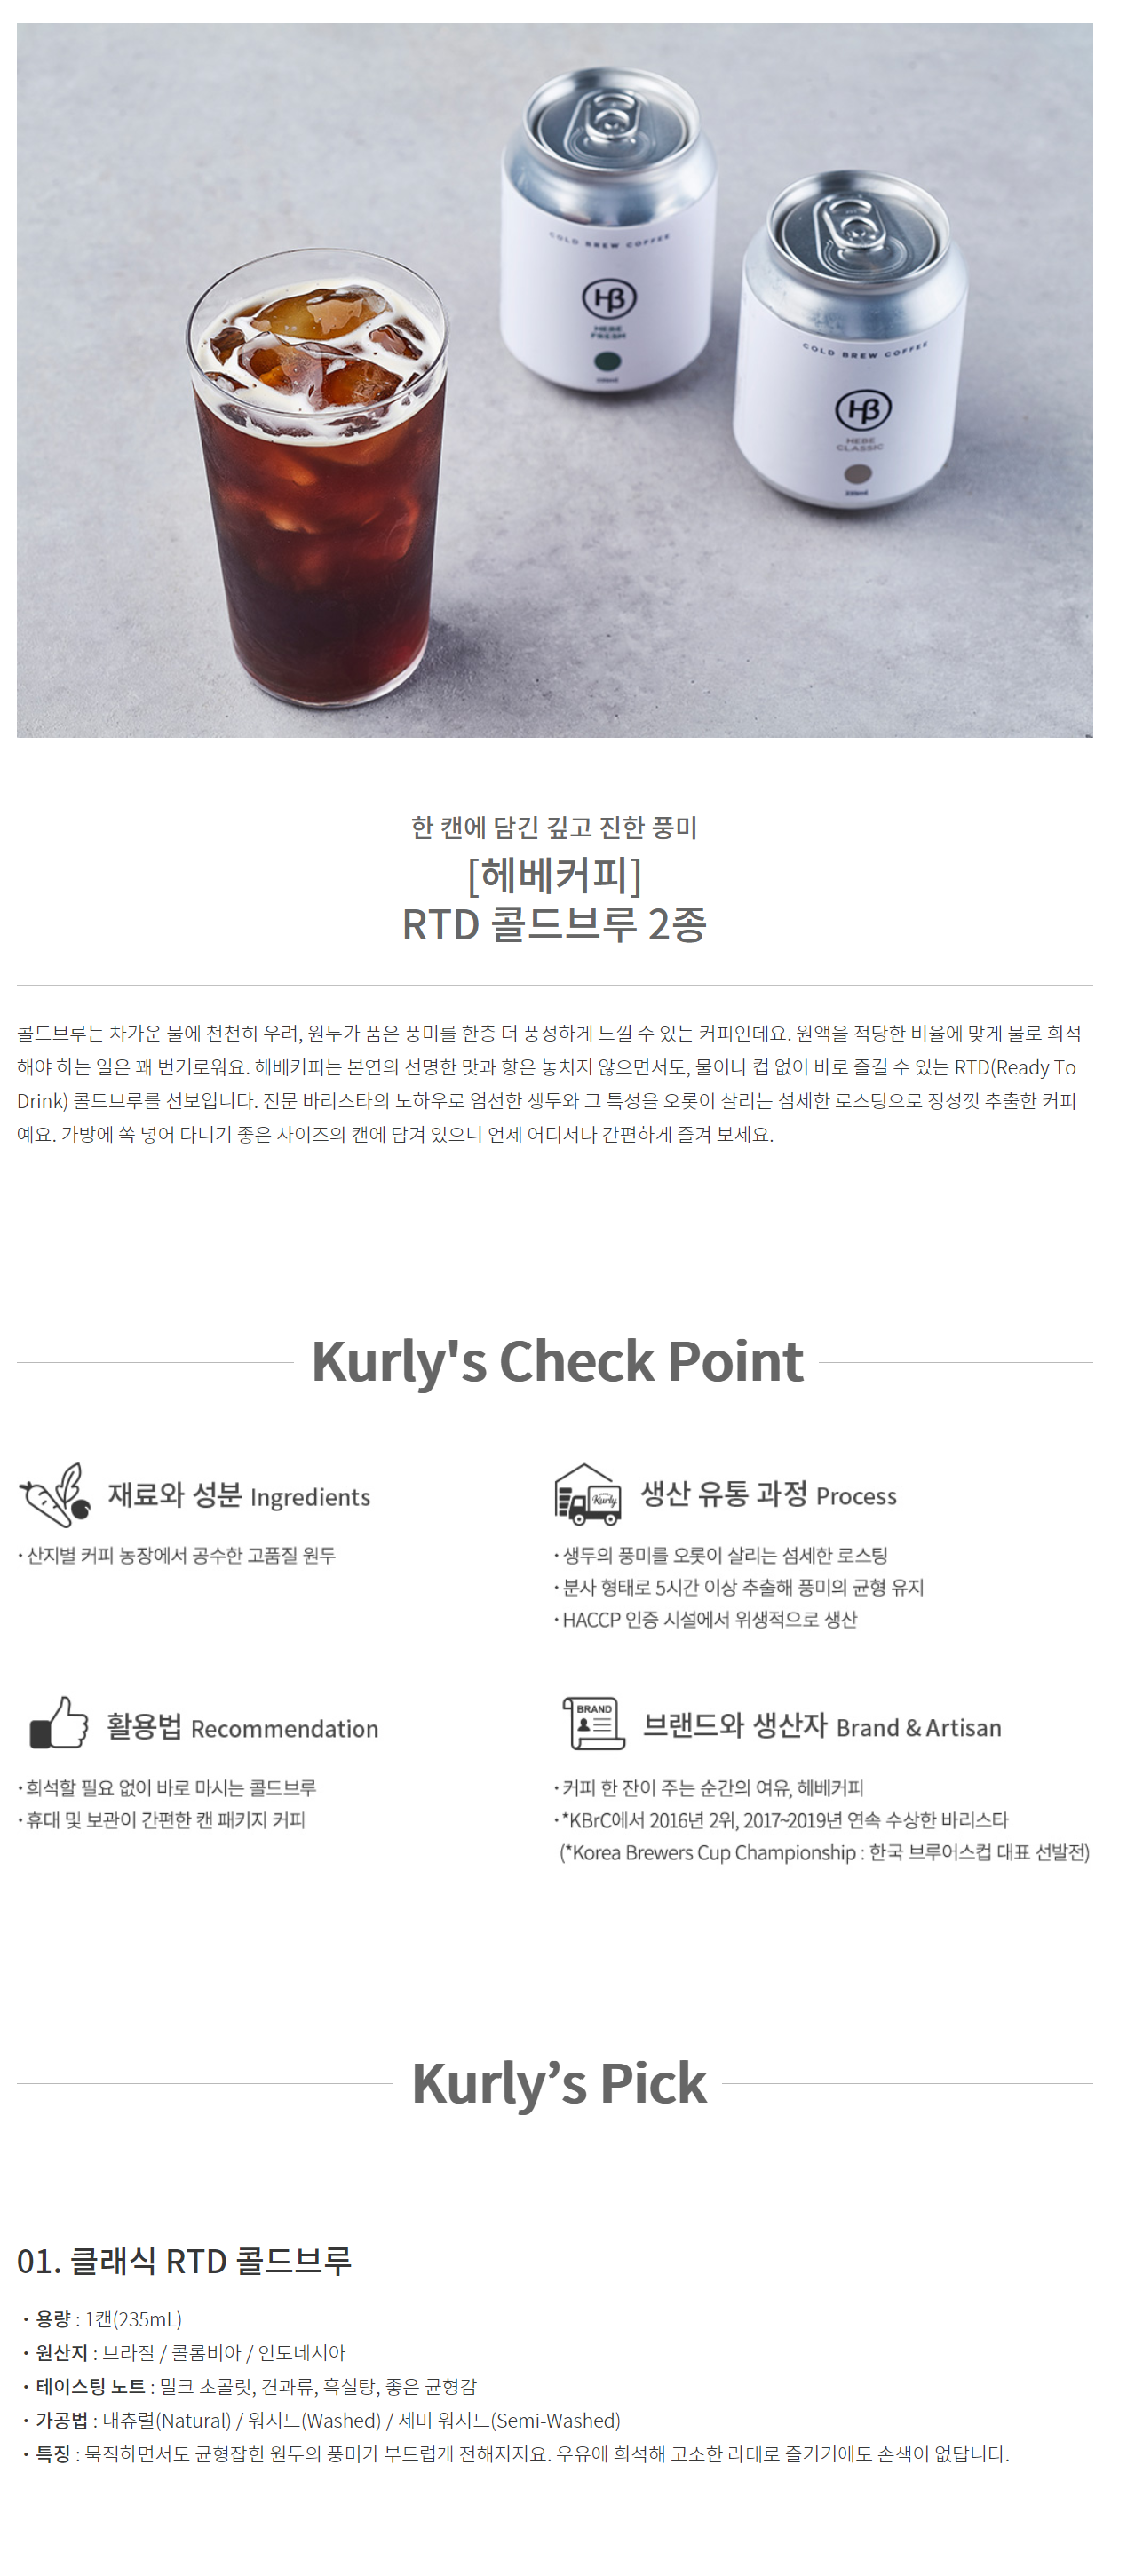 COLD BREW COFFEE
HB
HEBE
FRESH
COLD BREW COFFEE
HB
HEBE
CLASSIC
235ml
한 캔에 담긴 깊고 진한 풍미
[헤베커피]
RTD 콜드브루 2종
콜드브루는 차가운 물에 천천히 우려, 원두가 품은 풍미를 한층 더 풍성하게 느낄 수 있는 커피인데요. 원액을 적당한 비율에 맞게 물로 희석
해야 하는 일은 꽤 번거로워요. 헤베커피는 본연의 선명한 맛과 향은 놓치지 않으면서도, 물이나 컵 없이 바로 즐길 수 있는 RTD(Ready To
Drink) 콜드브루를 선보입니다. 전문 바리스타의 노하우로 엄선한 생두와 그 특성을 오롯이 살리는 섬세한 로스팅으로 정성껏 추출한 커피
예요. 가방에 쏙 넣어 다니기 좋은 사이즈의 캔에 담겨 있으니 언제 어디서나 간편하게 즐겨 보세요.
Kurly's Check Point
재료와 성분 Ingredients
· 산지별 커피 농장에서 공수한 고품질 원두
Kurly
생산 유통 과정 Process
· 생두의 풍미를 오롯이 살리는 섬세한 로스팅
· 분사 형태로 5시간 이상 추출해 풍미의 균형 유지
· HACCP 인증 시설에서 위생적으로 생산
활용법 Recommendation
· 희석할 필요 없이 바로 마시는 콜드브루
· 휴대 및 보관이 간편한 캔 패키지 커피
BRAND
브랜드와 생산자 Brand & Artisan
· 커피 한 잔이 주는 순간의 여유, 헤베커피
· *KBrC에서 2016년 2위, 2017~2019년 연속 수상한 바리스타
(*Korea Brewers Cup Championship : 한국 브루어스컵 대표 선발전)
Kurly’s Pick
01. 클래식 RTD 콜드브루
· 용량 : 1캔(235mL)
· 원산지 : 브라질 / 콜롬비아 / 인도네시아
· 테이스팅 노트 : 밀크 초콜릿, 견과류, 흑설탕, 좋은 균형감
· 가공법 : 내츄럴(Natural) / 워시드(Washed) / 세미 워시드(Semi-Washed)
· 특징 : 묵직하면서도 균형잡힌 원두의 풍미가 부드럽게 전해지지요. 우유에 희석해 고소한 라테로 즐기기에도 손색이 없답니다.